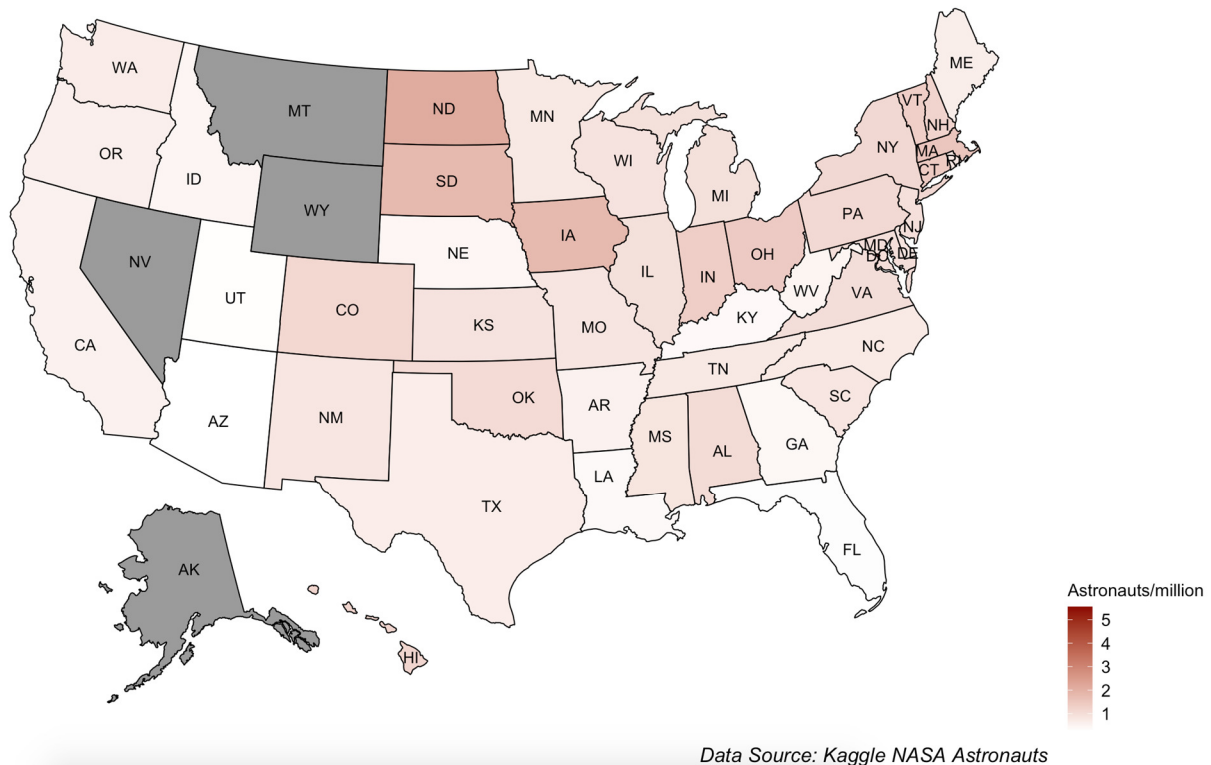 ME
WA
VT
ND
MT
MN
NH
NY
MA
RI
OR
WI
CT
ID
SD
MI
WY
PA
NJ
IA
MD
NE
DE
DC
OH
NV
IL
IN
UT
WV
VA
CO
KY
KS
MO
CA
NC
TN
OK
SC
AR
NM
AZ
MS
GA
AL
LA
TX
FL
AK
Astronauts/million
5
4
3
HI
2
1
Data Source: Kaggle NASA Astronauts